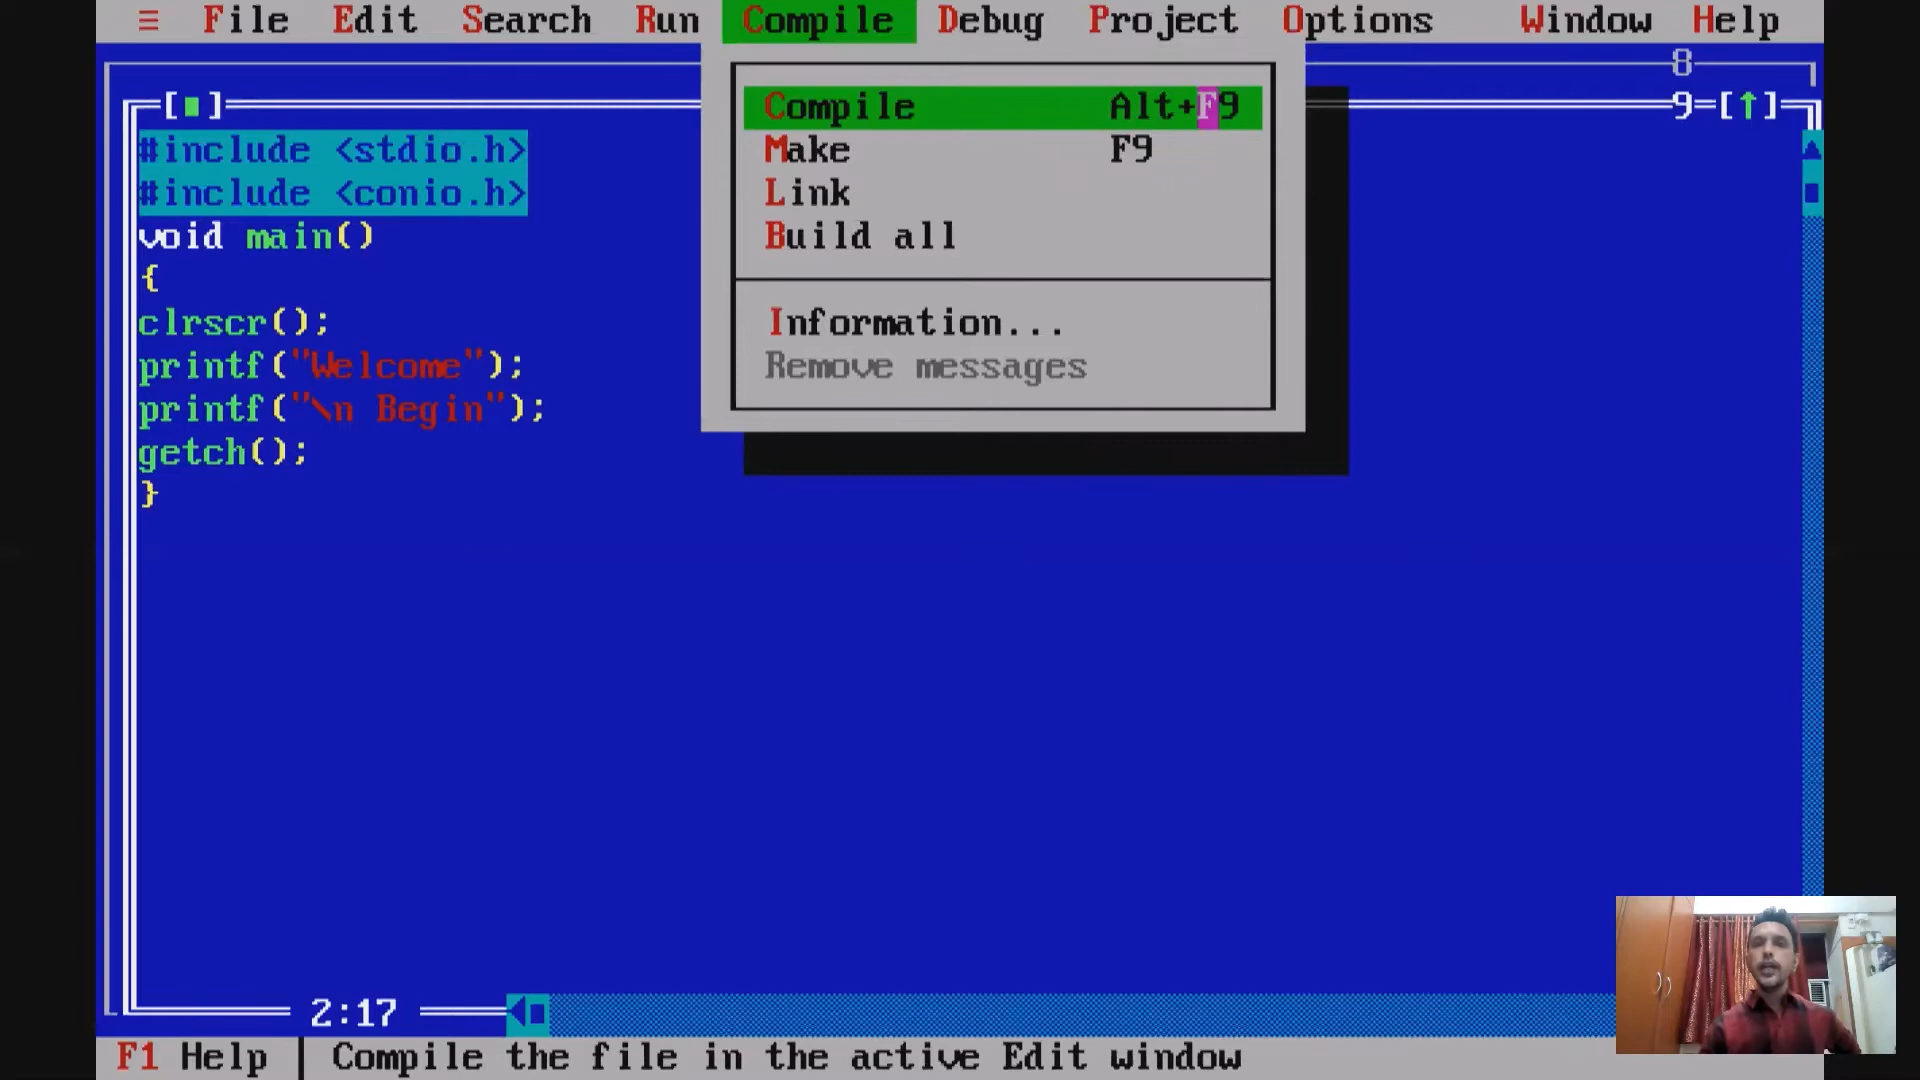 ≡ File Edit Search Run Compile Debug Project Options Window Help
8
[■] 9=[↑]
Compile Alt+F9
Make F9
Link
Build all
Information...
Remove messages
#include <stdio.h>
#include <conio.h>
void main()
{
clrscr();
printf("Welcome");
printf("\n Begin");
getch();
}
2:17
F1 Help | Compile the file in the active Edit window